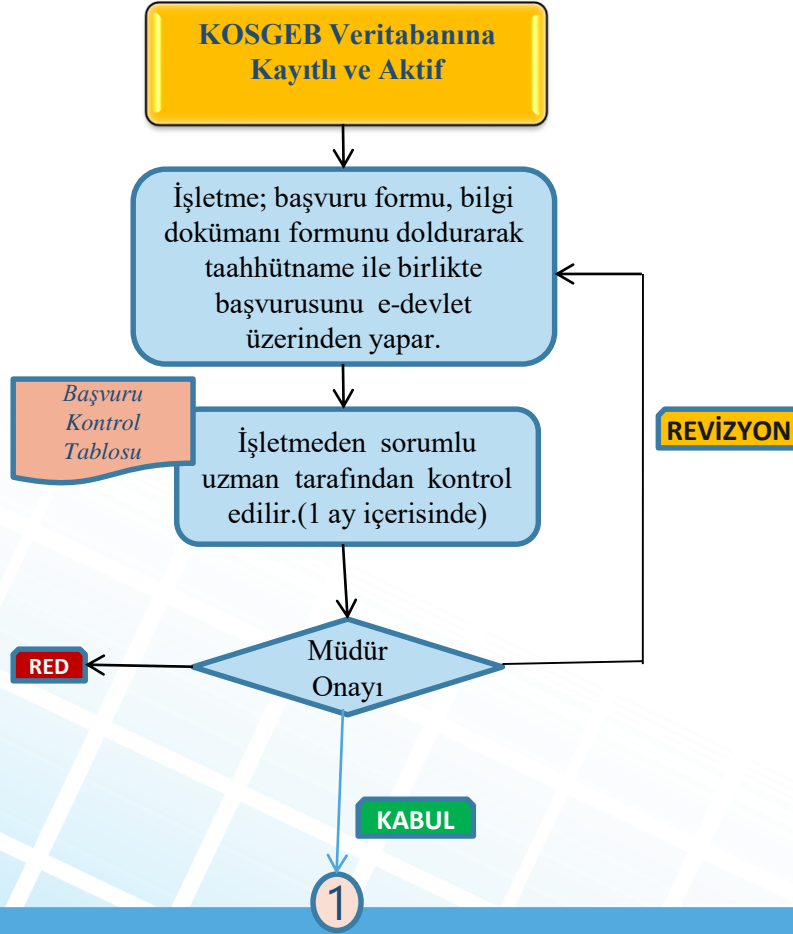 KOSGEB Veritabanına
Kayıtlı ve Aktif
İşletme; başvuru formu, bilgi
dokümanı formunu doldurarak
taahhütname ile birlikte
başvurusunu e-devlet
üzerinden yapar.
Başvuru
Kontrol
Tablosu
İşletmeden sorumlu
uzman tarafından kontrol
edilir.(1 ay içerisinde)
REVİZYON
Müdür
Onayı
RED
KABUL
1